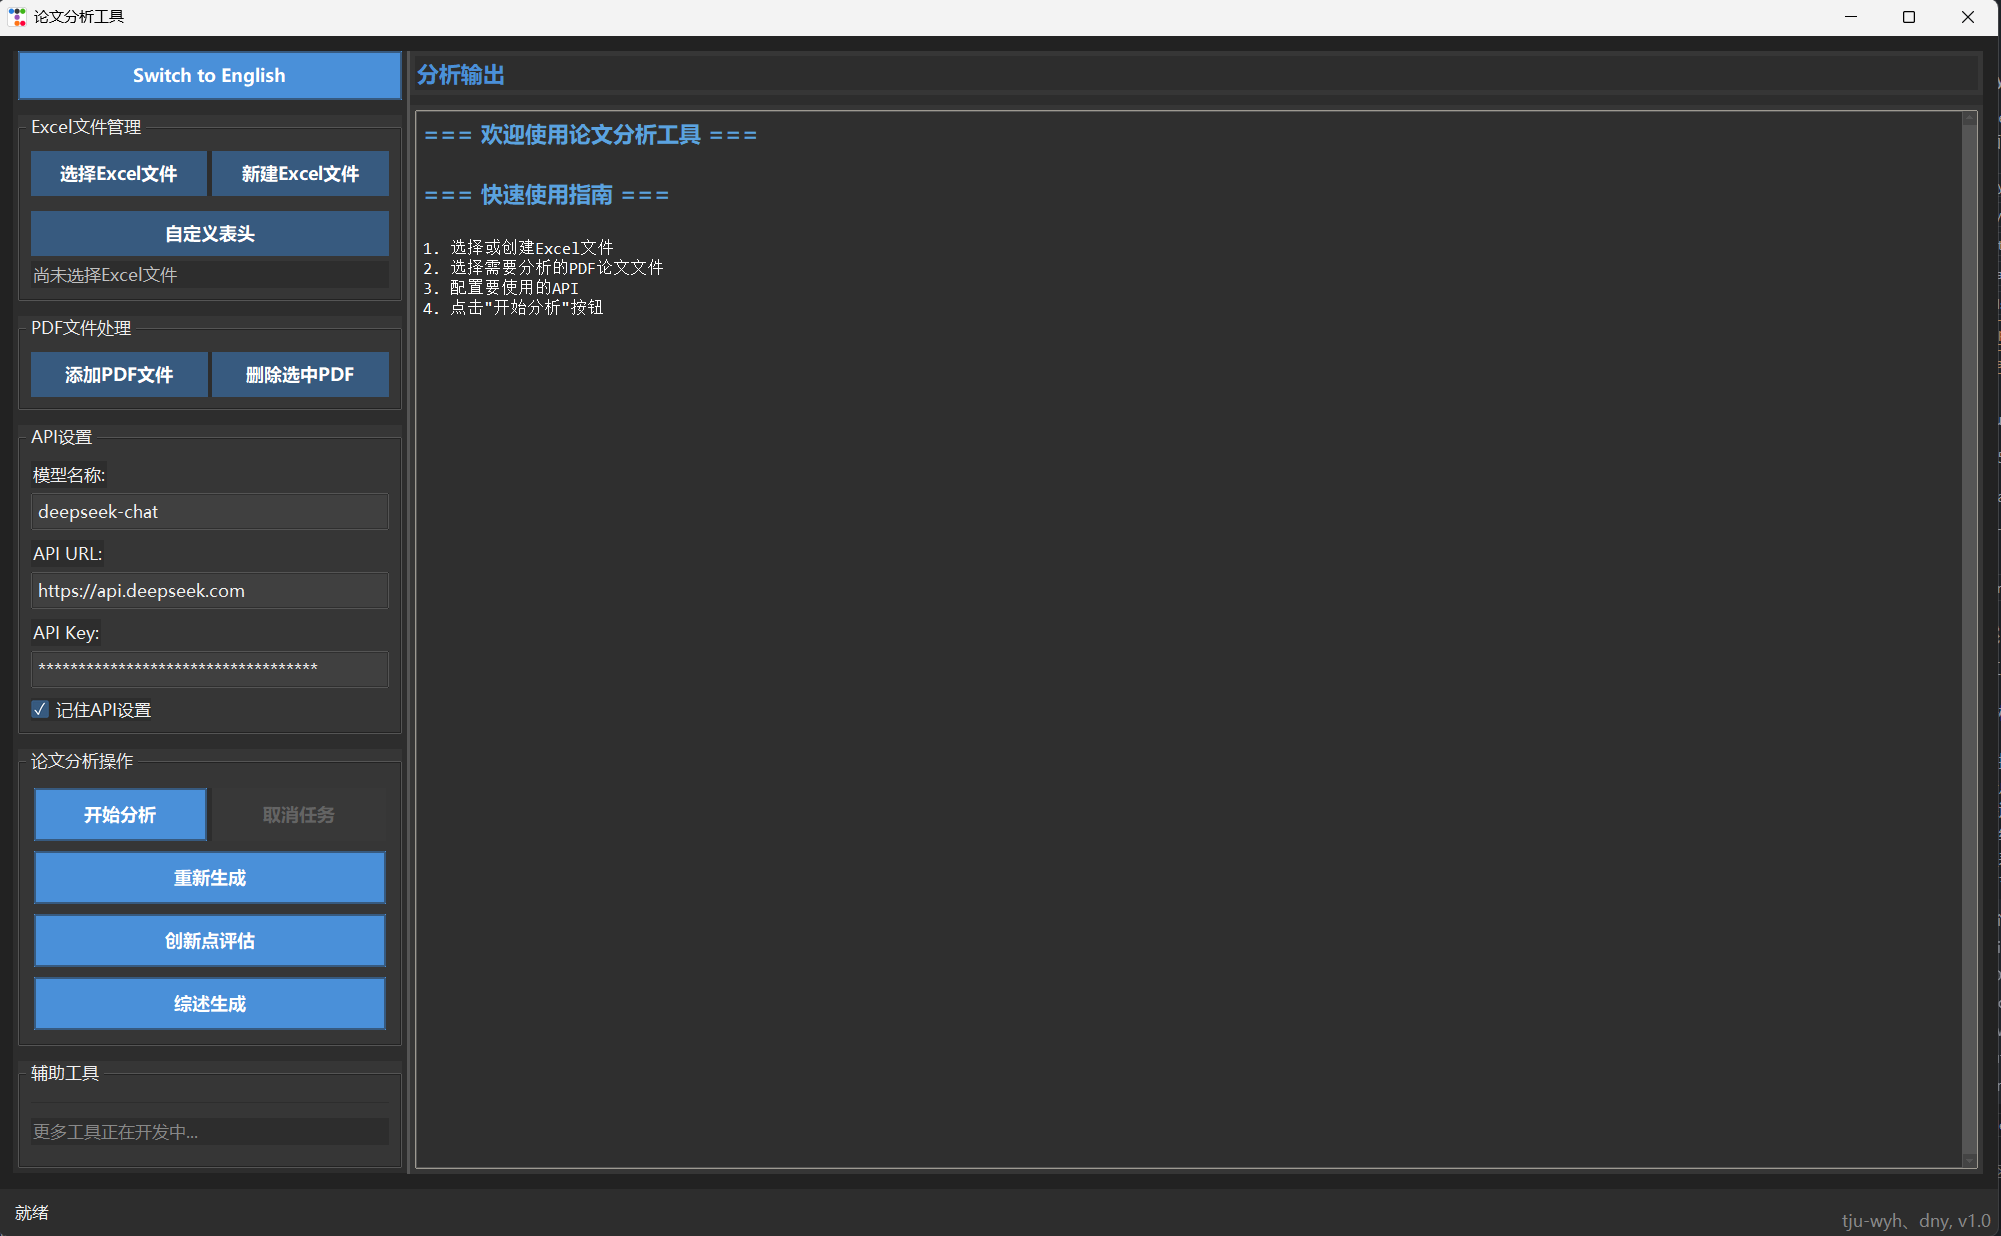 论文分析工具
Switch to English
Excel文件管理
选择Excel文件
新建Excel文件
自定义表头
尚未选择Excel文件
PDF文件处理
添加PDF文件
删除选中PDF
API设置
模型名称:
deepseek-chat
API URL:
https://api.deepseek.com
API Key:
***********************************
记住API设置
论文分析操作
开始分析
取消任务
重新生成
创新点评估
综述生成
辅助工具
更多工具正在开发中...
分析输出
=== 欢迎使用论文分析工具 ===
=== 快速使用指南 ===
1. 选择或创建Excel文件
2. 选择需要分析的PDF论文文件
3. 配置要使用的API
4. 点击"开始分析"按钮
就绪
tju-wyh、dny, v1.0